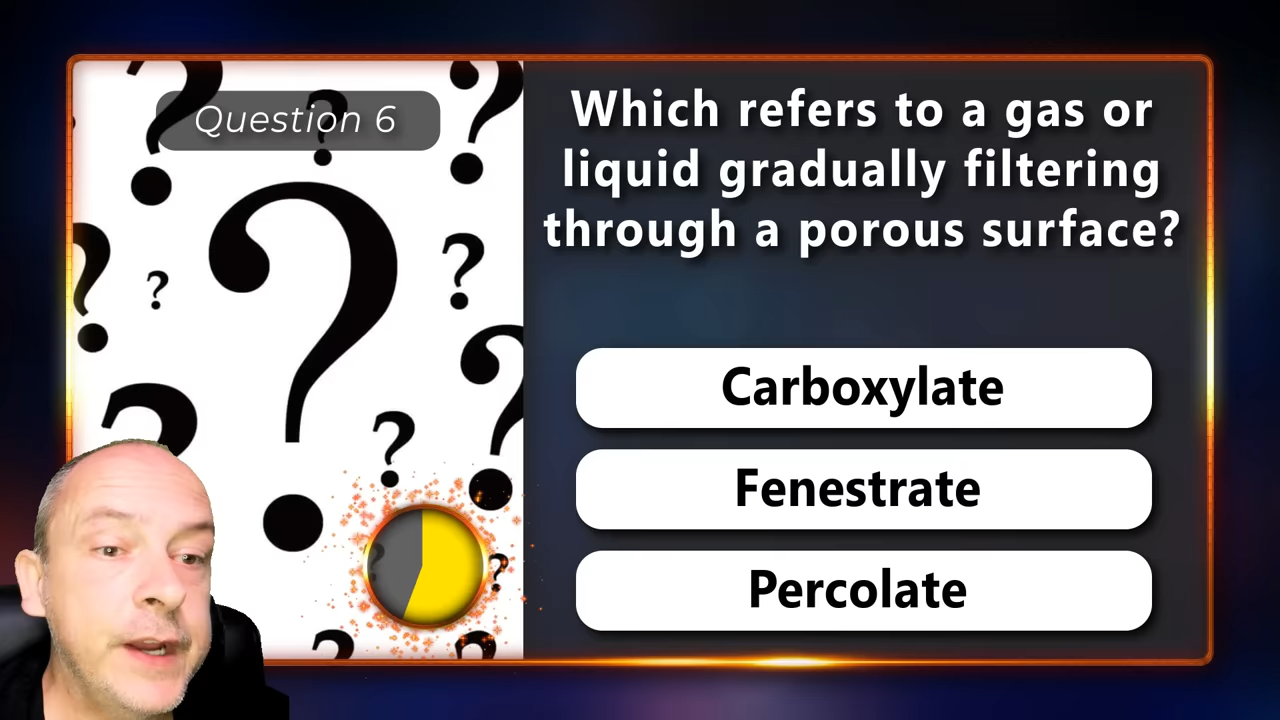 Question 6
Which refers to a gas or
liquid gradually filtering
through a porous surface?
Carboxylate
Fenestrate
Percolate